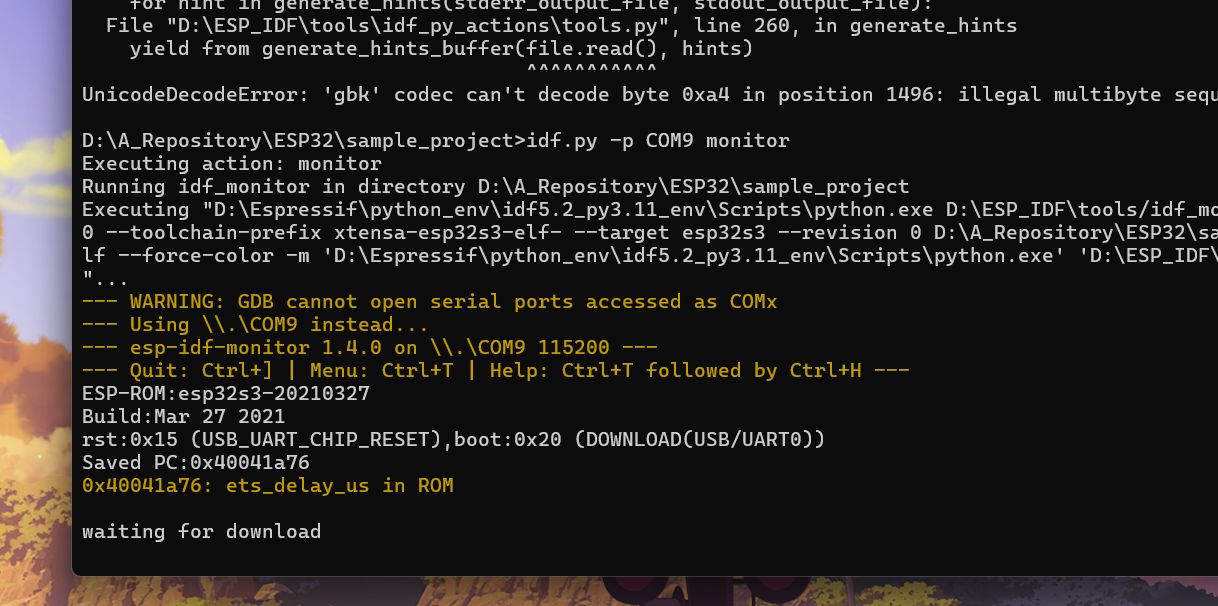 for hint in generate_hints(stderr_output_file, stdout_output_file):
File "D:\ESP_IDF\tools\idf_py_actions\tools.py", line 260, in generate_hints
yield from generate_hints_buffer(file.read(), hints)
^^^^^^^^^^^
UnicodeDecodeError: 'gbk' codec can't decode byte 0xa4 in position 1496: illegal multibyte sequ
D:\A_Repository\ESP32\sample_project>idf.py -p COM9 monitor
Executing action: monitor
Running idf_monitor in directory D:\A_Repository\ESP32\sample_project
Executing "D:\Espressif\python_env\idf5.2_py3.11_env\Scripts\python.exe D:\ESP_IDF\tools/idf_mo
0 --toolchain-prefix xtensa-esp32s3-elf- --target esp32s3 --revision 0 D:\A_Repository\ESP32\sa
lf --force-color -m 'D:\Espressif\python_env\idf5.2_py3.11_env\Scripts\python.exe' 'D:\ESP_IDF\
"...
--- WARNING: GDB cannot open serial ports accessed as COMx
--- Using \\.\COM9 instead...
--- esp-idf-monitor 1.4.0 on \\.\COM9 115200 ---
--- Quit: Ctrl+] | Menu: Ctrl+T | Help: Ctrl+T followed by Ctrl+H ---
ESP-ROM:esp32s3-20210327
Build:Mar 27 2021
rst:0x15 (USB_UART_CHIP_RESET),boot:0x20 (DOWNLOAD(USB/UART0))
Saved PC:0x40041a76
0x40041a76: ets_delay_us in ROM
waiting for download